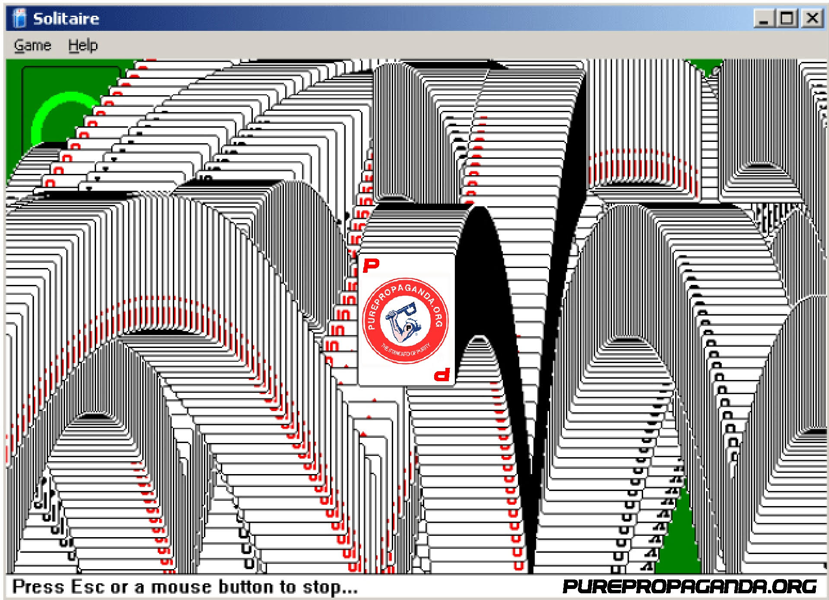 Solitaire
Game Help
P
PUREPROPAGANDA.ORG
P
Press Esc or a mouse button to stop...
PUREPROPAGANDA.ORG